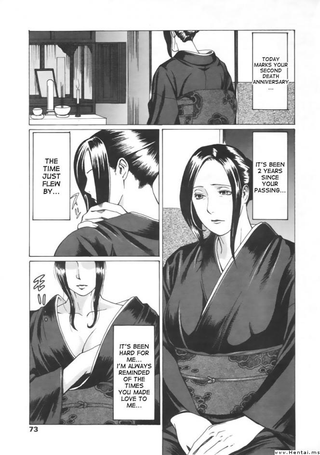 TODAY
MARKS YOUR
SECOND
DEATH
ANNIVERSARY
...
IT'S BEEN
2 YEARS
SINCE
YOUR
PASSING...
THE
TIME
JUST
FLEW
BY...
IT'S BEEN
HARD FOR
ME...
I'M ALWAYS
REMINDED
OF THE
TIMES
YOU MADE
LOVE TO
ME...
73
www.Hentai.ms